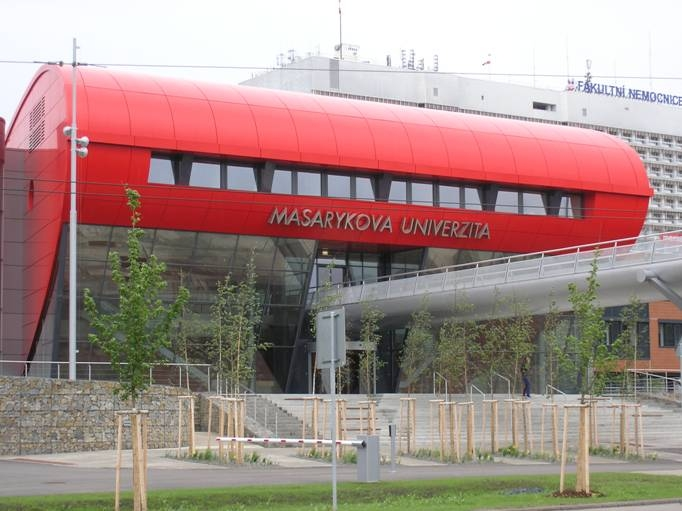 FAKULTNÍ NEMOCNICE
MASARYKOVA UNIVERZITA